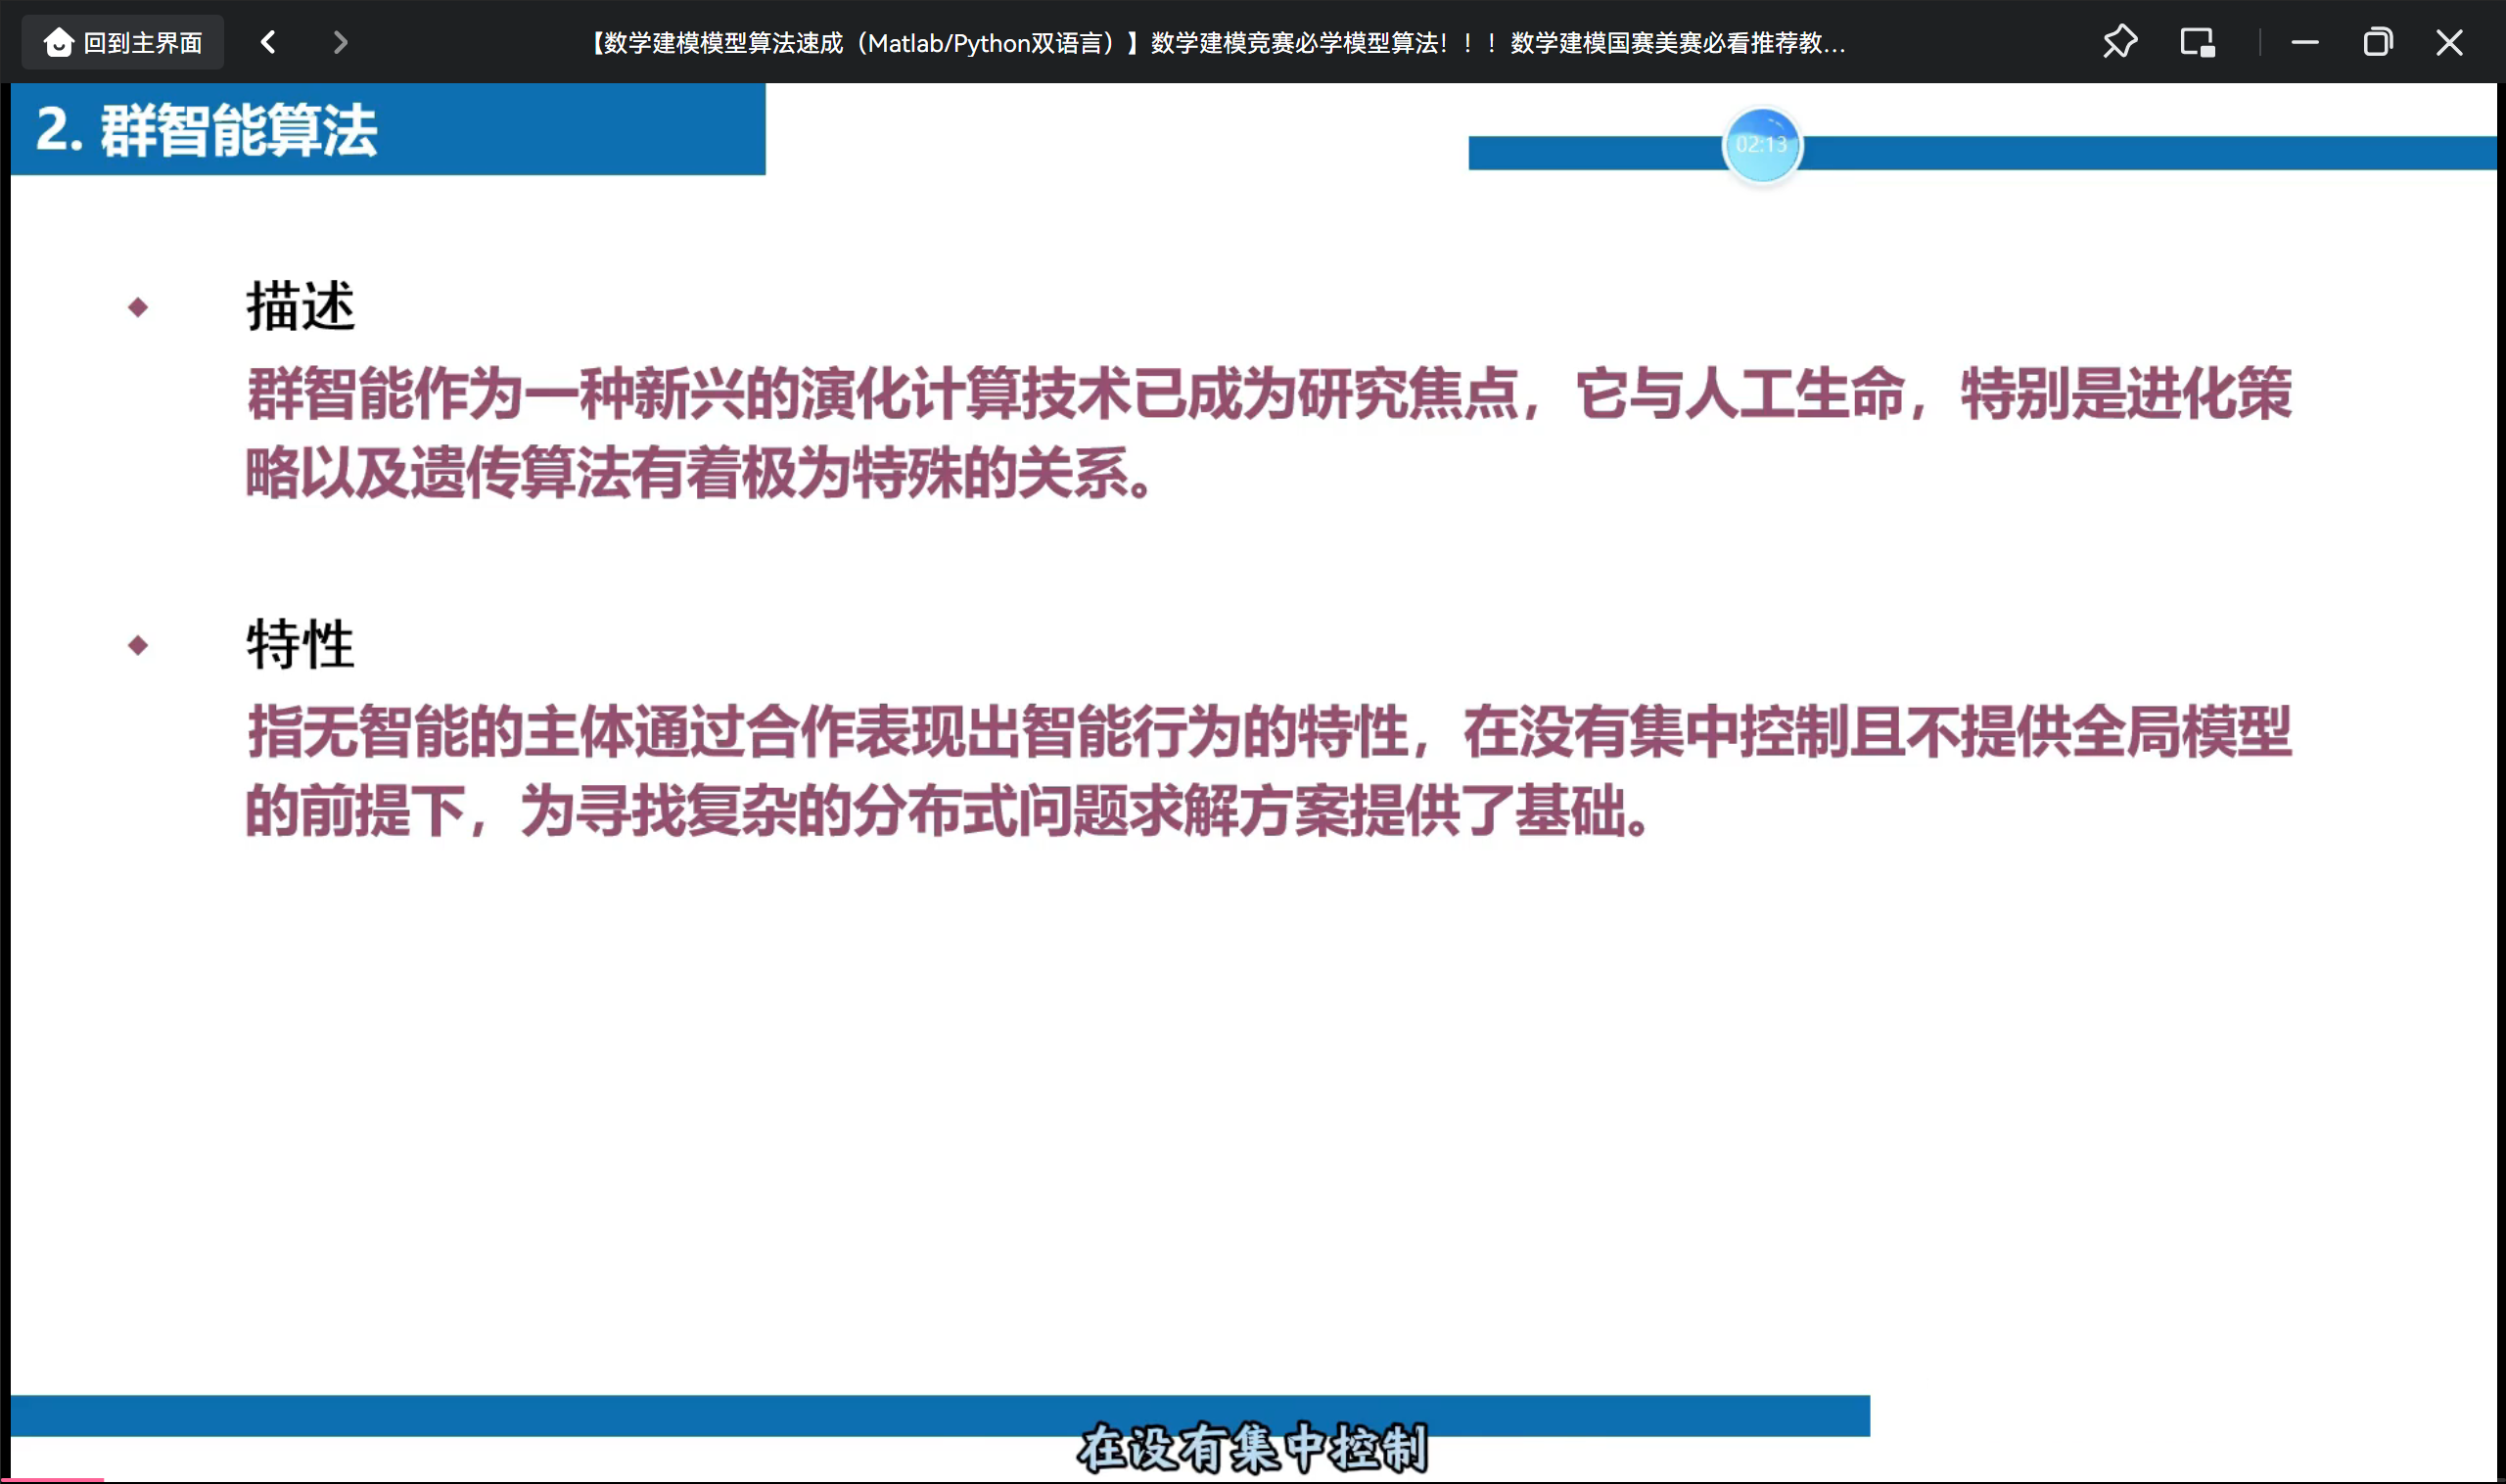 回到主界面
【数学建模模型算法速成（Matlab/Python双语言）】数学建模竞赛必学模型算法！！！数学建模国赛美赛必看推荐教...
2. 群智能算法
02:13
描述
群智能作为一种新兴的演化计算技术已成为研究焦点，它与人工生命，特别是进化策
略以及遗传算法有着极为特殊的关系。
特性
指无智能的主体通过合作表现出智能行为的特性，在没有集中控制且不提供全局模型
的前提下，为寻找复杂的分布式问题求解方案提供了基础。
在没有集中控制